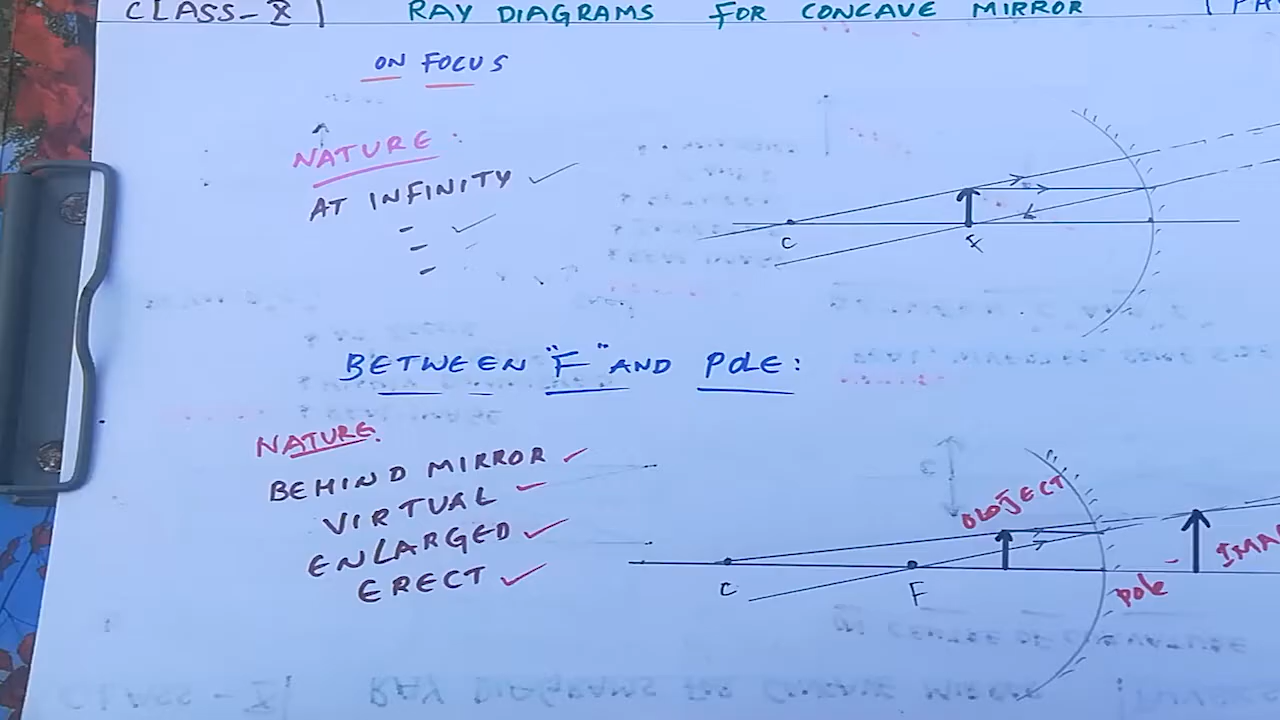 CLASS-X RAY DIAGRAMS FOR CONCAVE MIRROR
ON FOCUS
NATURE:
AT INFINITY
C F
BETWEEN "F" AND POLE:
NATURE
BEHIND MIRROR
VIRTUAL
ENLARGED
ERECT
OBJECT
C F Pole